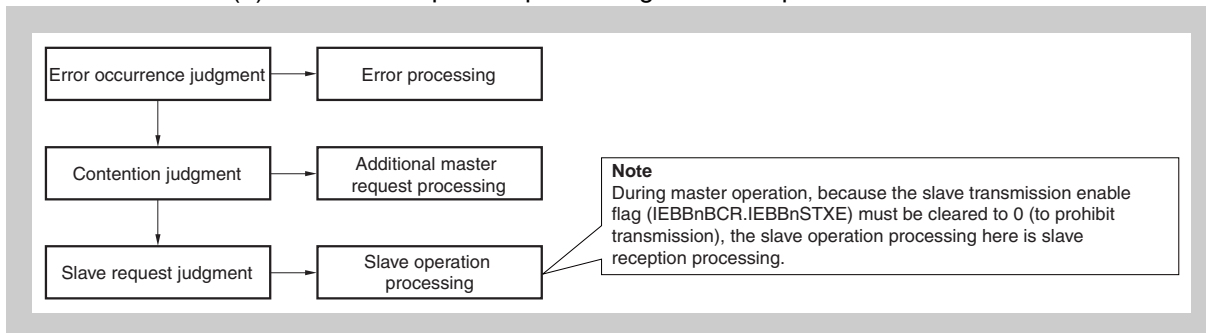 Error occurrence judgment
Error processing
Contention judgment
Additional master
request processing
Slave request judgment
Slave operation
processing
Note
During master operation, because the slave transmission enable
flag (IEBBnBCR.IEBBnSTXE) must be cleared to 0 (to prohibit
transmission), the slave operation processing here is slave
reception processing.